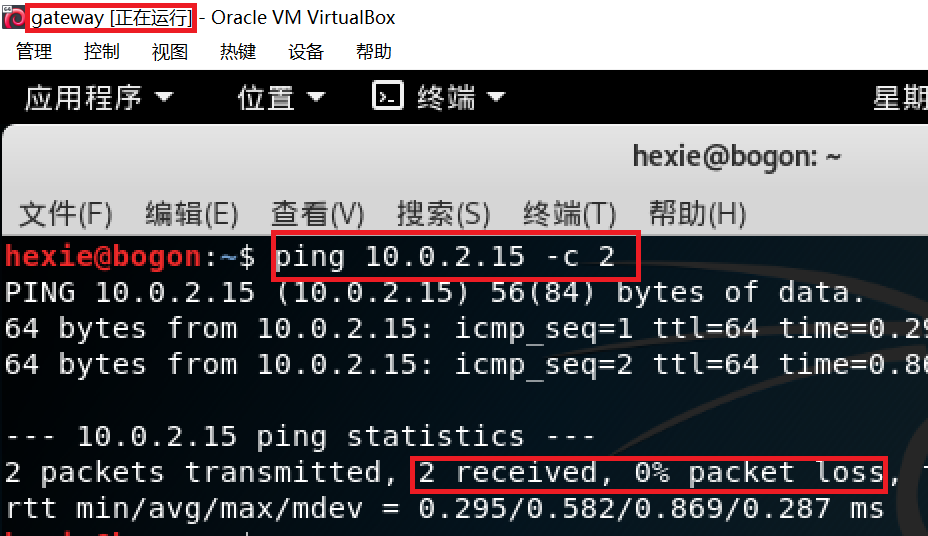 gateway [正在运行] - Oracle VM VirtualBox
管理 控制 视图 热键 设备 帮助
应用程序 位置 终端 星期
hexie@bogon: ~
文件(F) 编辑(E) 查看(V) 搜索(S) 终端(T) 帮助(H)
hexie@bogon:~$ ping 10.0.2.15 -c 2
PING 10.0.2.15 (10.0.2.15) 56(84) bytes of data.
64 bytes from 10.0.2.15: icmp_seq=1 ttl=64 time=0.29
64 bytes from 10.0.2.15: icmp_seq=2 ttl=64 time=0.86
--- 10.0.2.15 ping statistics ---
2 packets transmitted, 2 received, 0% packet loss,
rtt min/avg/max/mdev = 0.295/0.582/0.869/0.287 ms